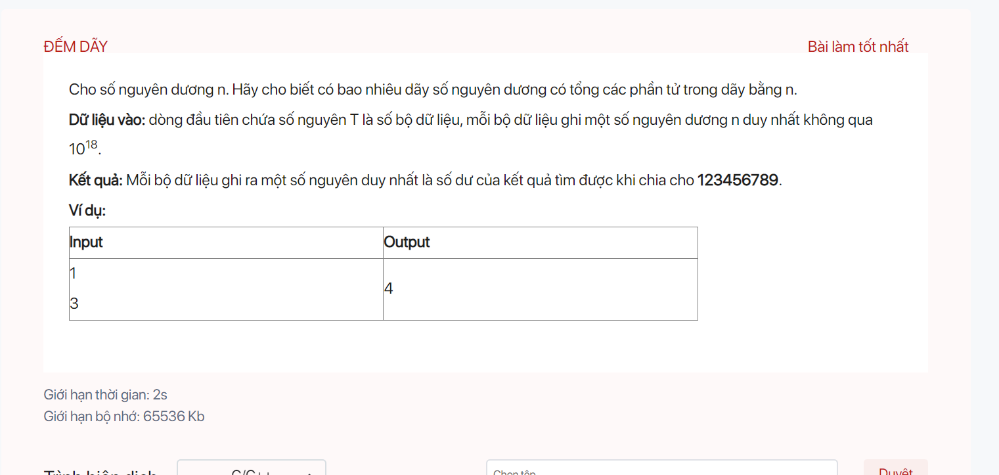 ĐẾM DÃY
Bài làm tốt nhất
Cho số nguyên dương n. Hãy cho biết có bao nhiêu dãy số nguyên dương có tổng các phần tử trong dãy bằng n.
Dữ liệu vào: dòng đầu tiên chứa số nguyên T là số bộ dữ liệu, mỗi bộ dữ liệu ghi một số nguyên dương n duy nhất không qua
10^18.
Kết quả: Mỗi bộ dữ liệu ghi ra một số nguyên duy nhất là số dư của kết quả tìm được khi chia cho 123456789.
Ví dụ:
Input
Output
1
3
4
Giới hạn thời gian: 2s
Giới hạn bộ nhớ: 65536 Kb
Trình biên dịch
C/C++
Chọn tệp
Duyệt